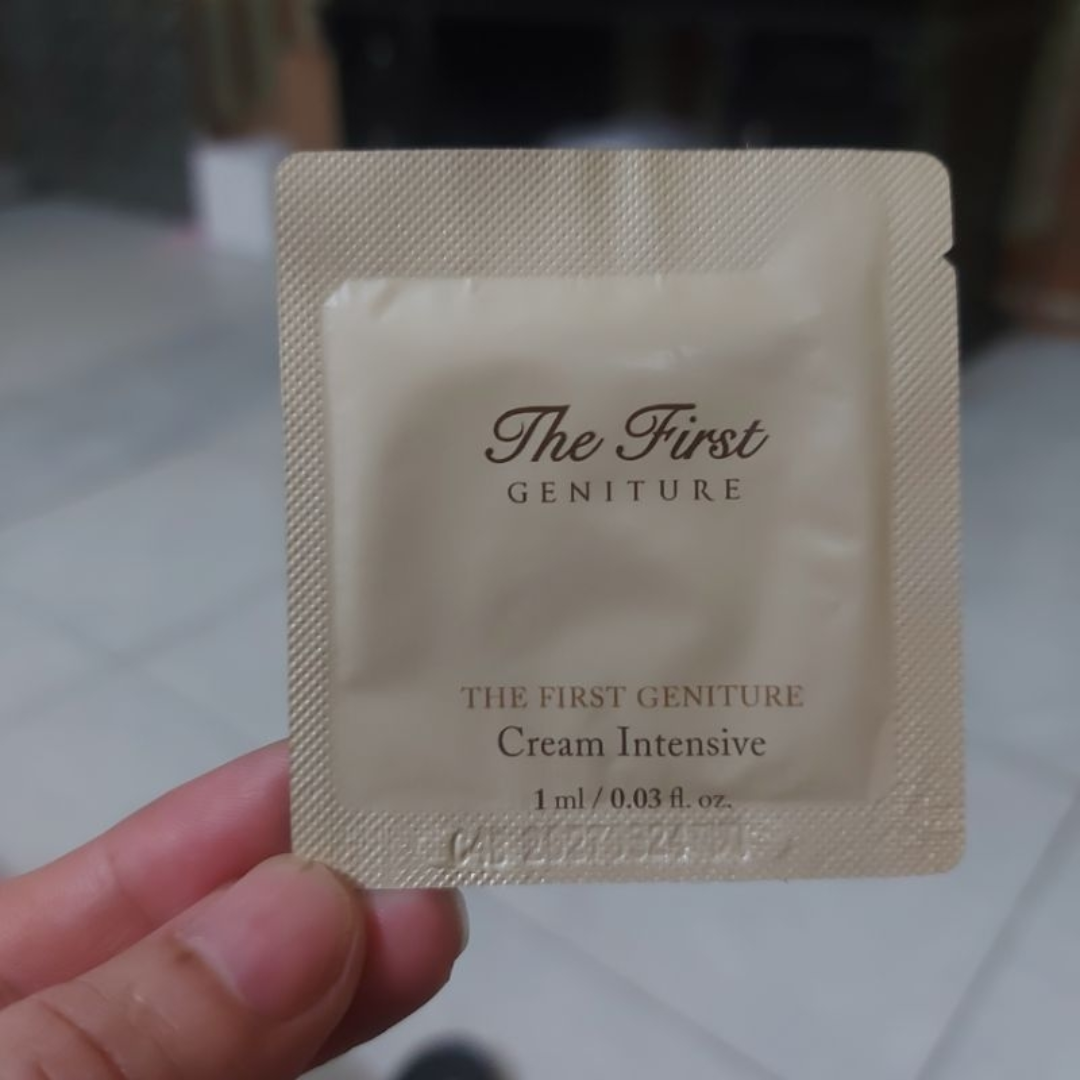 The First
GENITURE
THE FIRST GENITURE
Cream Intensive
1 ml / 0.03 fl. oz.